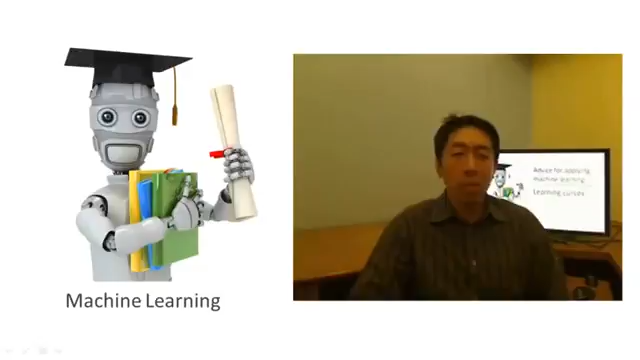 Machine Learning
Advice for applying
machine learning
Learning curves